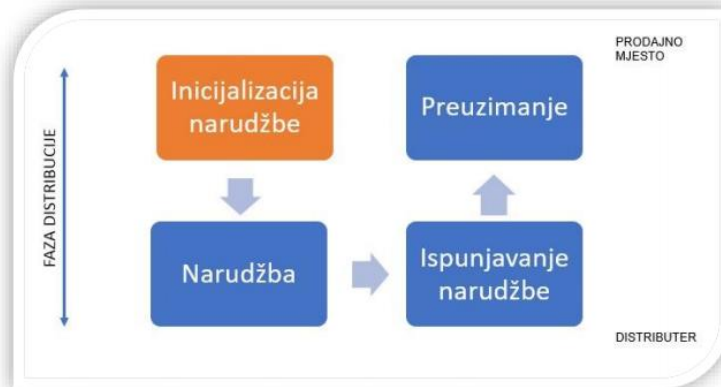 FAZA DISTRIBUCIJE
Inicijalizacija
narudžbe
Preuzimanje
PRODAJNO
MJESTO
Narudžba
Ispunjavanje
narudžbe
DISTRIBUTER